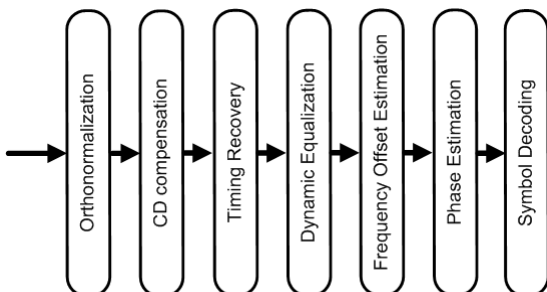 Orthonormalization
CD compensation
Timing Recovery
Dynamic Equalization
Frequency Offset Estimation
Phase Estimation
Symbol Decoding